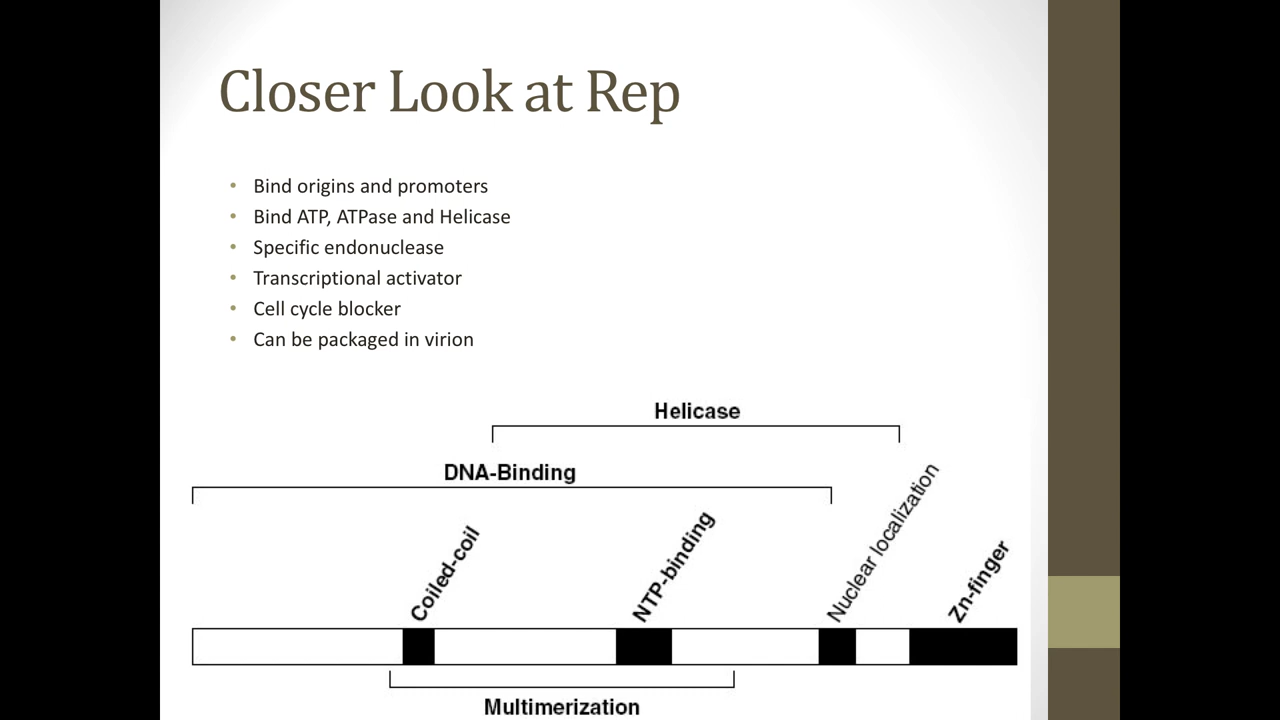 Closer Look at Rep
Bind origins and promoters
Bind ATP, ATPase and Helicase
Specific endonuclease
Transcriptional activator
Cell cycle blocker
Can be packaged in virion
Helicase
DNA-Binding
Coiled-coil
NTP-binding
Nuclear localization
Zn-finger
Multimerization